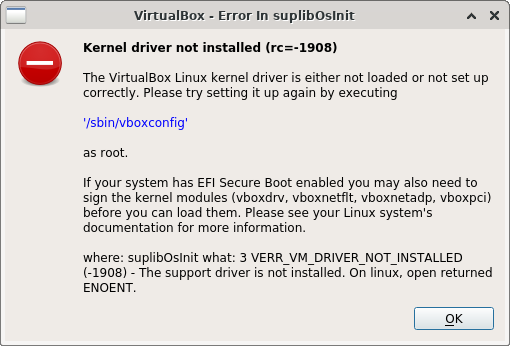 VirtualBox - Error In suplibOsInit
Kernel driver not installed (rc=-1908)
The VirtualBox Linux kernel driver is either not loaded or not set up
correctly. Please try setting it up again by executing
'/sbin/vboxconfig'
as root.
If your system has EFI Secure Boot enabled you may also need to
sign the kernel modules (vboxdrv, vboxnetflt, vboxnetadp, vboxpci)
before you can load them. Please see your Linux system's
documentation for more information.
where: suplibOsInit what: 3 VERR_VM_DRIVER_NOT_INSTALLED
(-1908) - The support driver is not installed. On linux, open returned
ENOENT.
OK